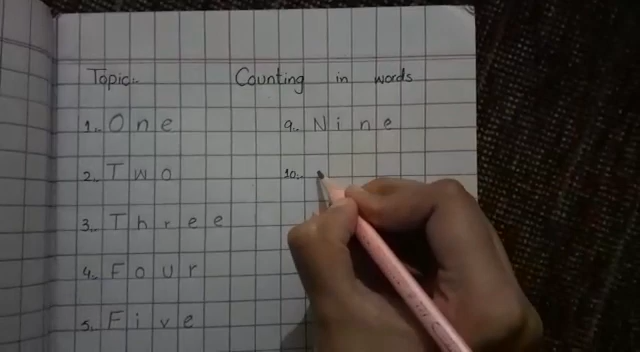 Topic:- Counting in words
1.. One
2.. Two
3.. Three
4.. Four
5.. Five
9.. Nine
10..